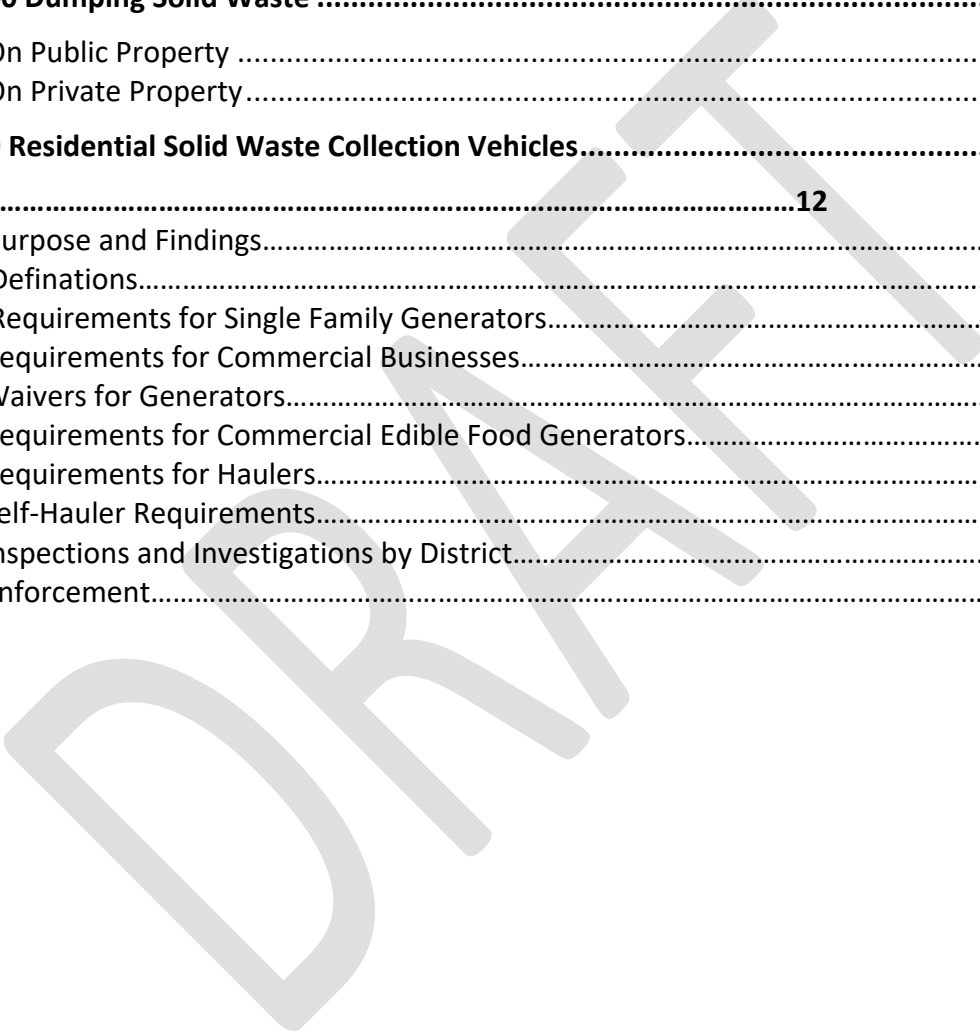 Dumping Solid Waste ................................................................................
On Public Property ................................................................................
On Private Property................................................................................
Residential Solid Waste Collection Vehicles..................................................
................................................................................12
urpose and Findings................................................................................
Definations................................................................................
Requirements for Single Family Generators..................................................
equirements for Commercial Businesses..................................................
aivers for Generators................................................................................
equirements for Commercial Edible Food Generators........................................
equirements for Haulers................................................................................
elf-Hauler Requirements................................................................................
nspections and Investigations by District..................................................
nforcement................................................................................
DRAFT